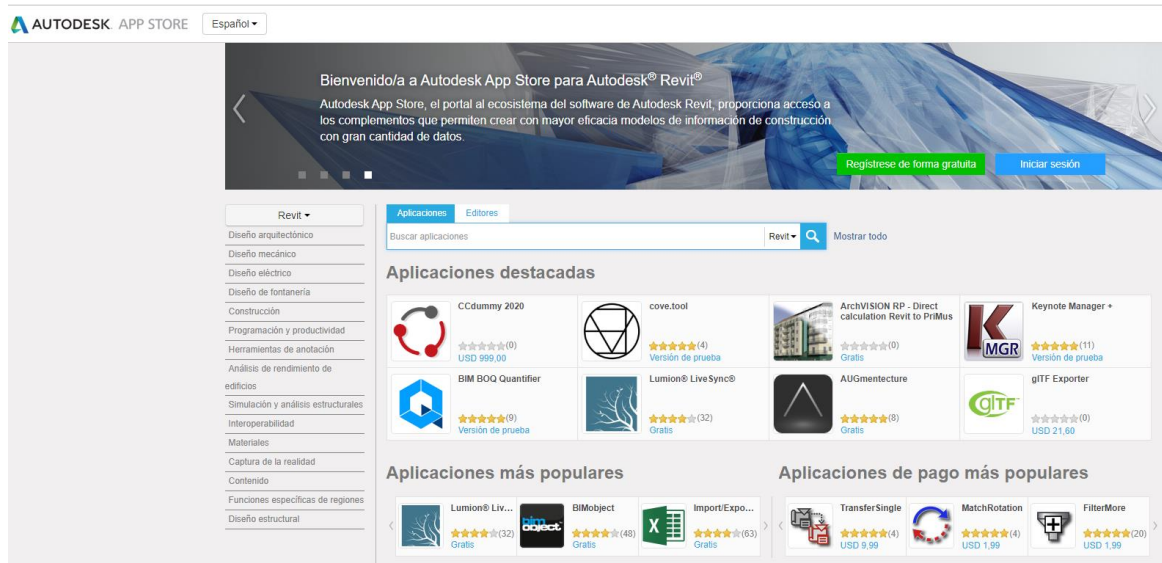 AUTODESK. APP STORE
Español
Bienvenido/a a Autodesk App Store para Autodesk® Revit®
Autodesk App Store, el portal al ecosistema del software de Autodesk Revit, proporciona acceso a
los complementos que permiten crear con mayor eficacia modelos de información de construcción
con gran cantidad de datos.
Regístrese de forma gratuita
Iniciar sesión
Revit
Diseño arquitectónico
Diseño mecánico
Diseño eléctrico
Diseño de fontanería
Construcción
Programación y productividad
Herramientas de anotación
Análisis de rendimiento de
edificios
Simulación y análisis estructurales
Interoperabilidad
Materiales
Captura de la realidad
Contenido
Funciones específicas de regiones
Diseño estructural
Aplicaciones
Editores
Buscar aplicaciones
Revit
Mostrar todo
Aplicaciones destacadas
CCdummy 2020
(0)
USD 999,00
cove.tool
(4)
Versión de prueba
ArchVISION RP - Direct
calculation Revit to PriMus
(0)
Gratis
MGR
Keynote Manager +
(11)
Versión de prueba
BIM BOQ Quantifier
(9)
Versión de prueba
Lumion® LiveSync®
(32)
Gratis
AUGmentecture
(8)
Gratis
glTF
glTF Exporter
(0)
USD 21,60
Aplicaciones más populares
Lumion® Liv...
(32)
Gratis
bimobject
BIMobject
(48)
Gratis
X
Import/Expo...
(63)
Gratis
Aplicaciones de pago más populares
TransferSingle
(4)
USD 9,99
MatchRotation
(4)
USD 1,99
FilterMore
(20)
USD 1,99